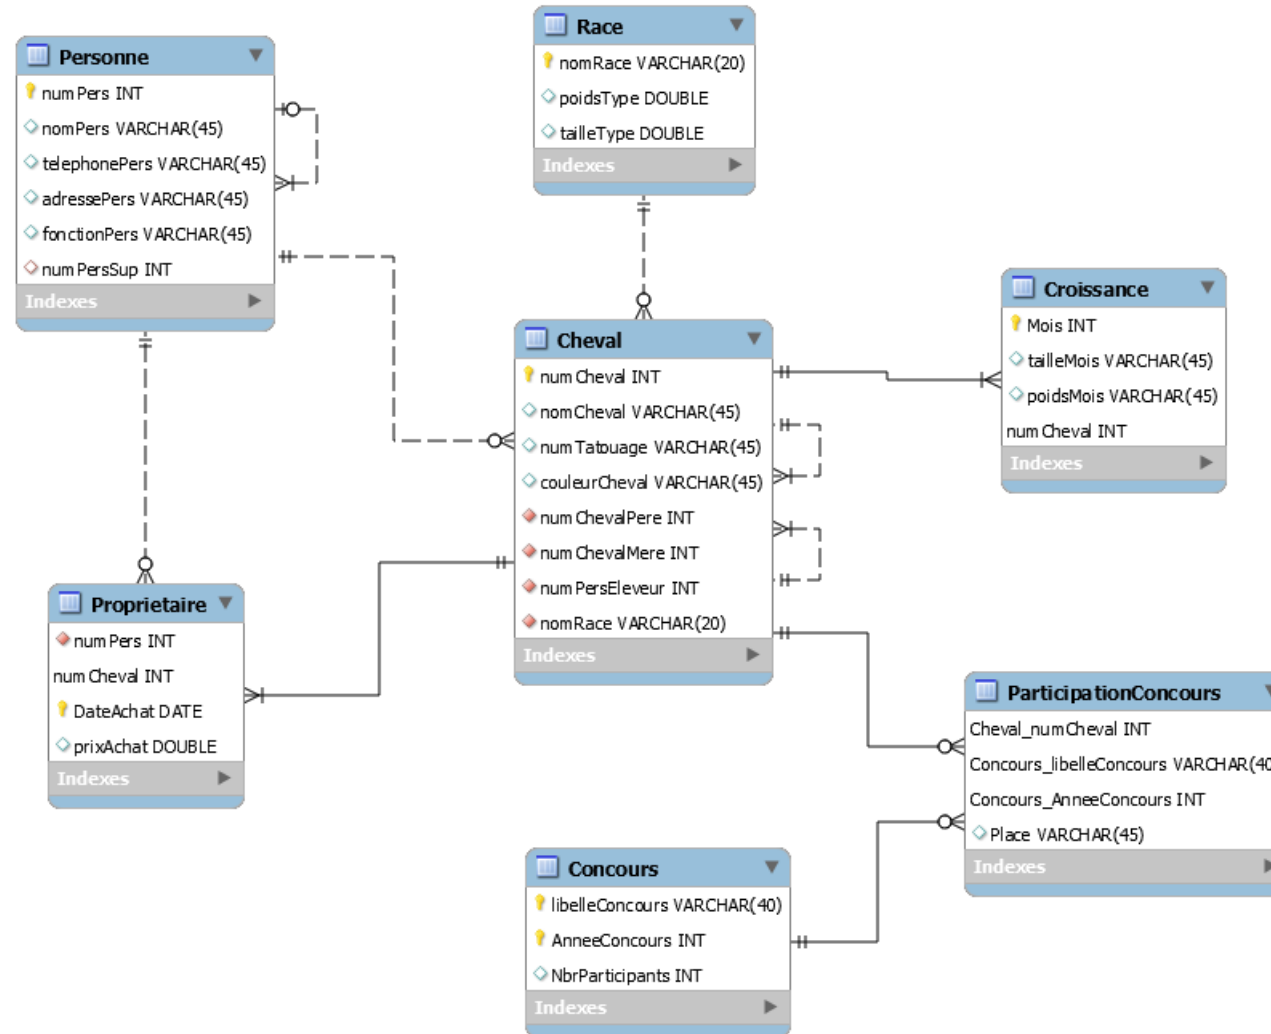 Personne
numPers INT
nomPers VARCHAR(45)
telephonePers VARCHAR(45)
adressePers VARCHAR(45)
fonctionPers VARCHAR(45)
numPersSup INT
Indexes
Race
nomRace VARCHAR(20)
poidsType DOUBLE
tailleType DOUBLE
Indexes
Croissance
Mois INT
tailleMois VARCHAR(45)
poidsMois VARCHAR(45)
numCheval INT
Indexes
Cheval
numCheval INT
nomCheval VARCHAR(45)
numTatouage VARCHAR(45)
couleurCheval VARCHAR(45)
numChevalPere INT
numChevalMere INT
numPersEleveur INT
nomRace VARCHAR(20)
Indexes
Proprietaire
numPers INT
numCheval INT
DateAchat DATE
prixAchat DOUBLE
Indexes
ParticipationConcours
Cheval_numCheval INT
Concours_libelleConcours VARCHAR(40
Concours_AnneeConcours INT
Place VARCHAR(45)
Indexes
Concours
libelleConcours VARCHAR(40)
AnneeConcours INT
NbrParticipants INT
Indexes